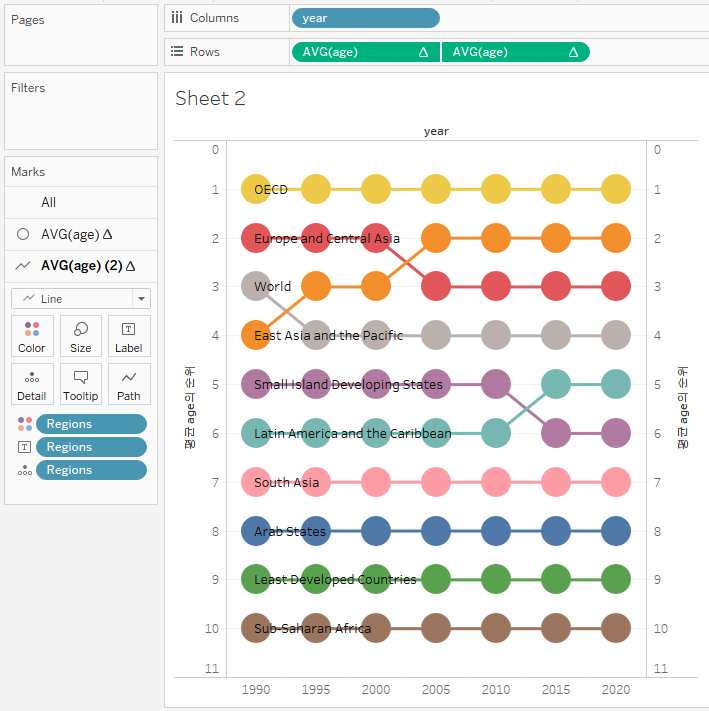 Pages
Columns
year
Rows
AVG(age) Δ
AVG(age) Δ
Filters
Marks
All
AVG(age) Δ
AVG(age) (2) Δ
Line
Color
Size
Label
Detail
Tooltip
Path
Regions
Regions
Regions
Sheet 2
year
평균 age의 순위
0
1
2
3
4
5
6
7
8
9
10
11
OECD
Europe and Central Asia
World
East Asia and the Pacific
Small Island Developing States
Latin America and the Caribbean
South Asia
Arab States
Least Developed Countries
Sub-Saharan Africa
0
1
2
3
4
5
6
7
8
9
10
11
평균 age의 순위
1990 1995 2000 2005 2010 2015 2020